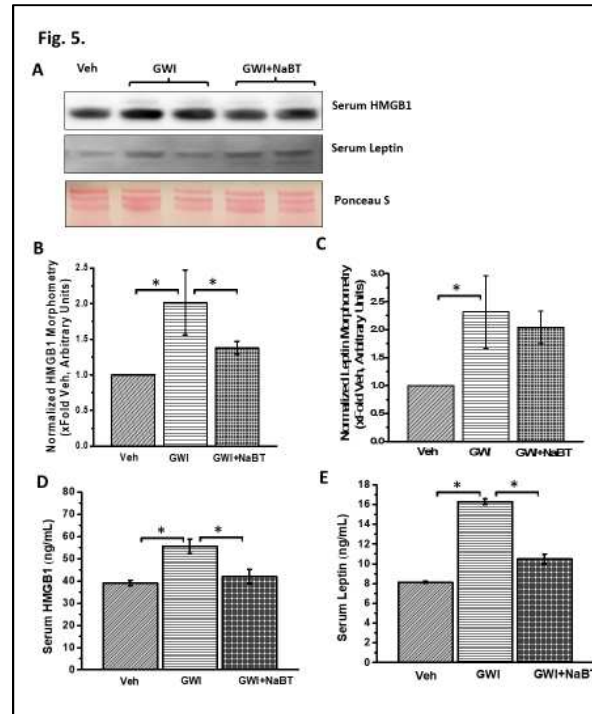 Fig. 5.
A
Veh GWI GWI+NaBT
Serum HMGB1
Serum Leptin
Ponceau S
B
Normalized HMGB1 Morphometry
(xFold Veh, Arbitrary Units)
2.5
2.0
1.5
1.0
0.5
0.0
* *
Veh GWI GWI+NaBT
C
Normalized Leptin Morphometry
(xFold Veh, Arbitrary Units)
3.0
2.5
2.0
1.5
1.0
0.5
0.0
*
Veh GWI GWI+NaBT
D
Serum HMGB1 (ng/mL)
80
70
60
50
40
30
20
10
0
* *
Veh GWI GWI+NaBT
E
Serum Leptin (ng/mL)
18
16
14
12
10
8
6
4
2
0
* *
Veh GWI GWI+NaBT